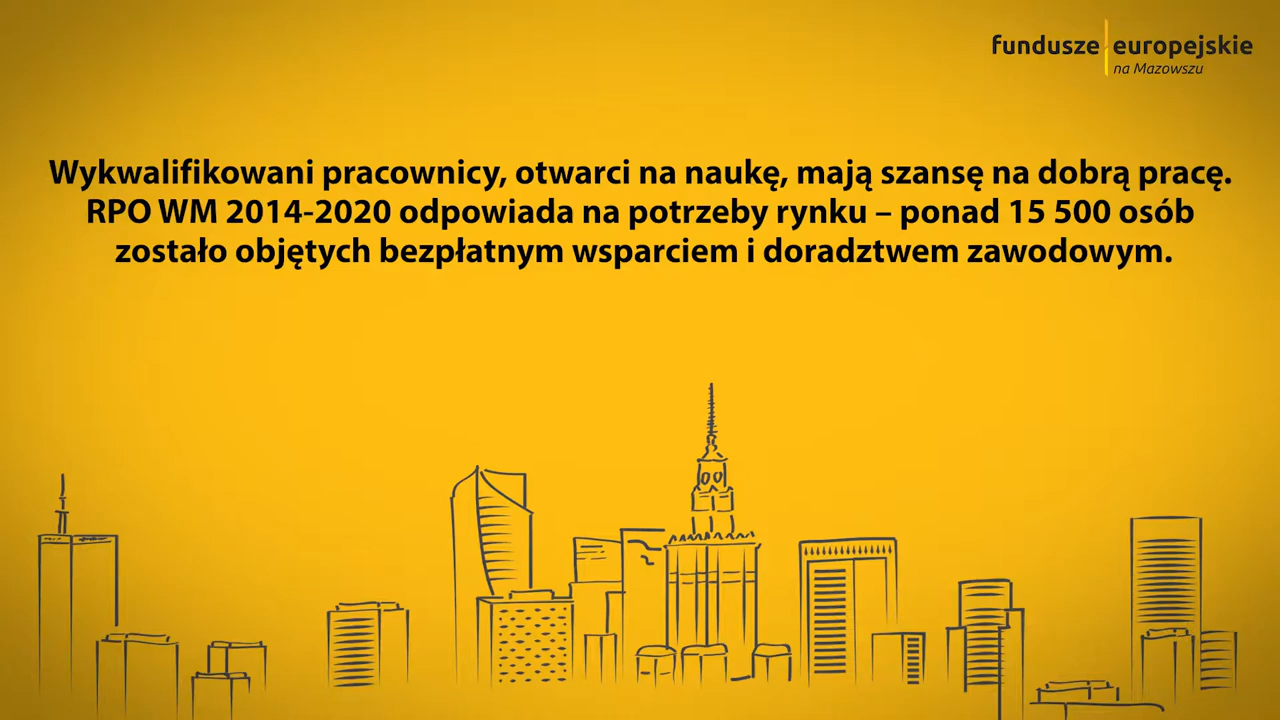 fundusze europejskie
na Mazowszu
Wykwalifikowani pracownicy, otwarci na naukę, mają szansę na dobrą pracę.
RPO WM 2014-2020 odpowiada na potrzeby rynku – ponad 15 500 osób
zostało objętych bezpłatnym wsparciem i doradztwem zawodowym.